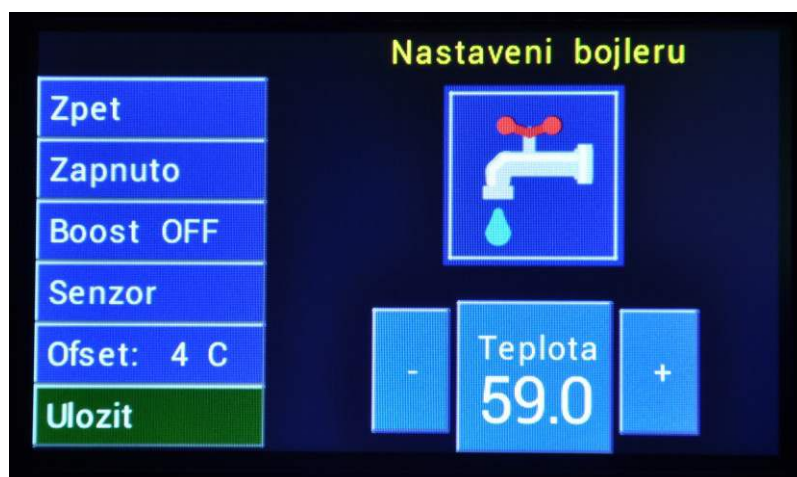 Nastaveni bojleru
Zpet
Zapnuto
Boost OFF
Senzor
Ofset: 4 C
Ulozit
-
Teplota
59.0
+